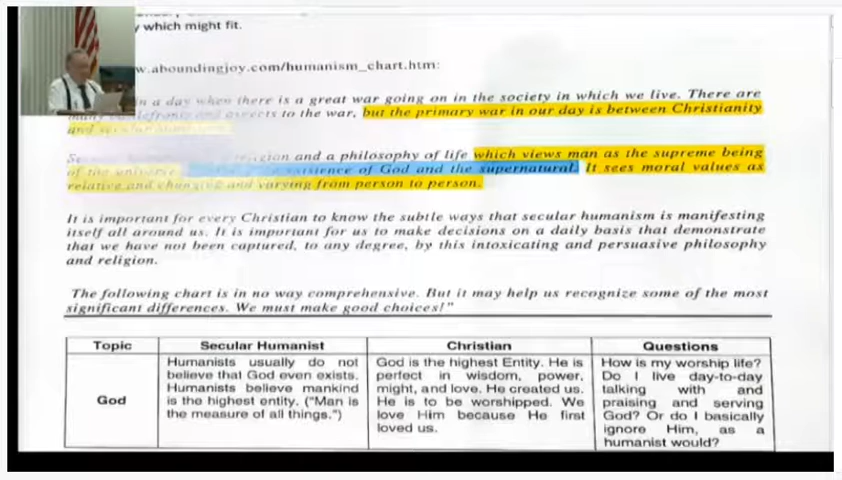 y which might fit.
w.aboundingjoy.com/humanism_chart.htm:
in a day when there is a great war going on in the society in which we live. There are
to the war, but the primary war in our day is between Christianity
and
and a philosophy of life which views man as the supreme being
of the universe existence of God and the supernatural. It sees moral values as
relative and changing and varying from person to person.
It is important for every Christian to know the subtle ways that secular humanism is manifesting
itself all around us. It is important for us to make decisions on a daily basis that demonstrate
that we have not been captured, to any degree, by this intoxicating and persuasive philosophy
and religion.
The following chart is in no way comprehensive. But it may help us recognize some of the most
significant differences. We must make good choices!"
Topic Secular Humanist Christian Questions
God
Humanists usually do not
believe that God even exists.
Humanists believe mankind
is the highest entity. ("Man is
the measure of all things.")
God is the highest Entity. He is
perfect in wisdom, power,
might, and love. He created us.
He is to be worshipped. We
love Him because He first
loved us.
How is my worship life?
Do I live day-to-day
talking with and
praising and serving
God? Or do I basically
ignore Him, as a
humanist would?